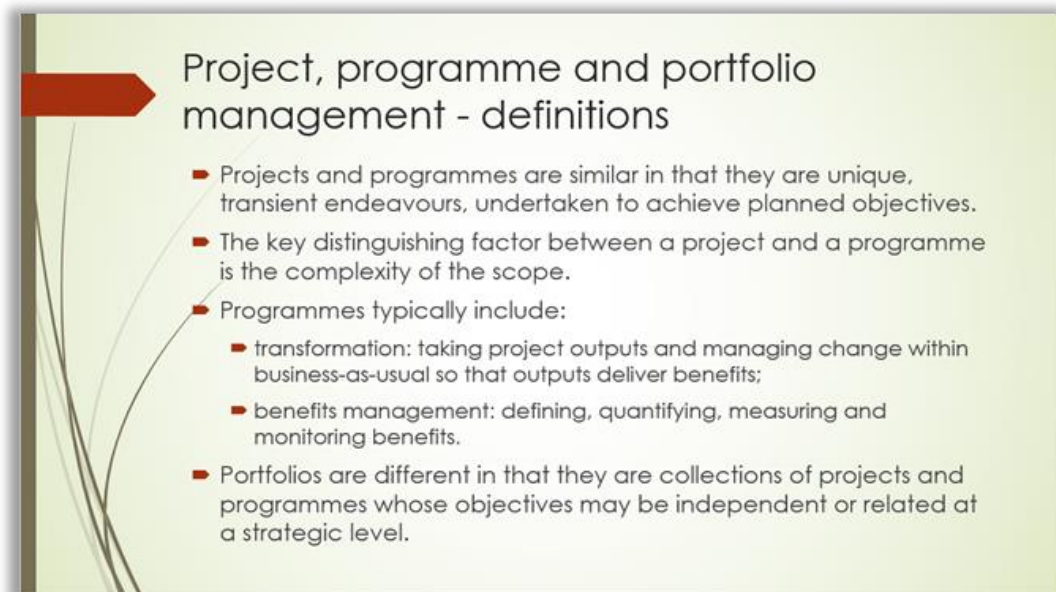 Project, programme and portfolio
management - definitions
Projects and programmes are similar in that they are unique,
transient endeavours, undertaken to achieve planned objectives.
The key distinguishing factor between a project and a programme
is the complexity of the scope.
Programmes typically include:
transformation: taking project outputs and managing change within
business-as-usual so that outputs deliver benefits;
benefits management: defining, quantifying, measuring and
monitoring benefits.
Portfolios are different in that they are collections of projects and
programmes whose objectives may be independent or related at
a strategic level.